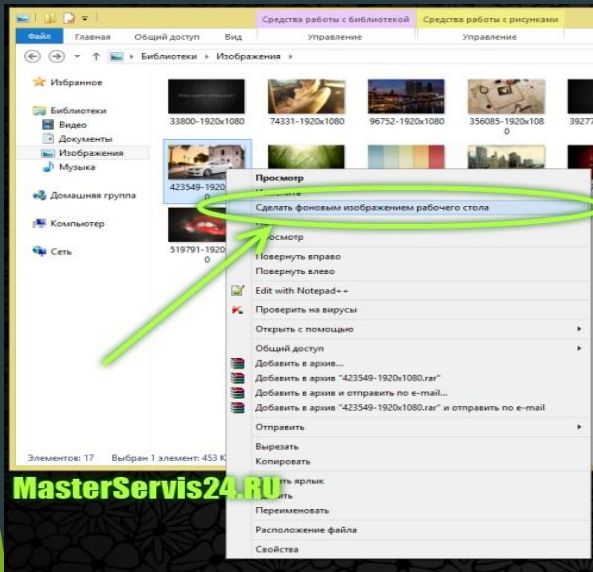 Средства работы с библиотекой Средства работы с рисунками
Файл Главная Общий доступ Вид Управление Управление
Библиотеки Изображения
Избранное
Библиотеки
Видео
Документы
Изображения
Музыка
Домашняя группа
Компьютер
Сеть
33800-1920x1080 74331-1920x1080 96752-1920x1080 356085-1920x108
0
39277
423549-1920
519791-1920
0
Просмотр
Сделать фоновым изображением рабочего стола
Повернуть вправо
Повернуть влево
Edit with Notepad++
Проверить на вирусы
Открыть с помощью
Общий доступ
Добавить в архив...
Добавить в архив "423549-1920x1080.rar"
Добавить в архив и отправить по e-mail...
Добавить в архив "423549-1920x1080.rar" и отправить по e-mail
Отправить
Вырезать
Копировать
ярлык
Переименовать
Расположение файла
Свойства
Элементов: 17 Выбран 1 элемент: 453 К
MasterServis24.RU